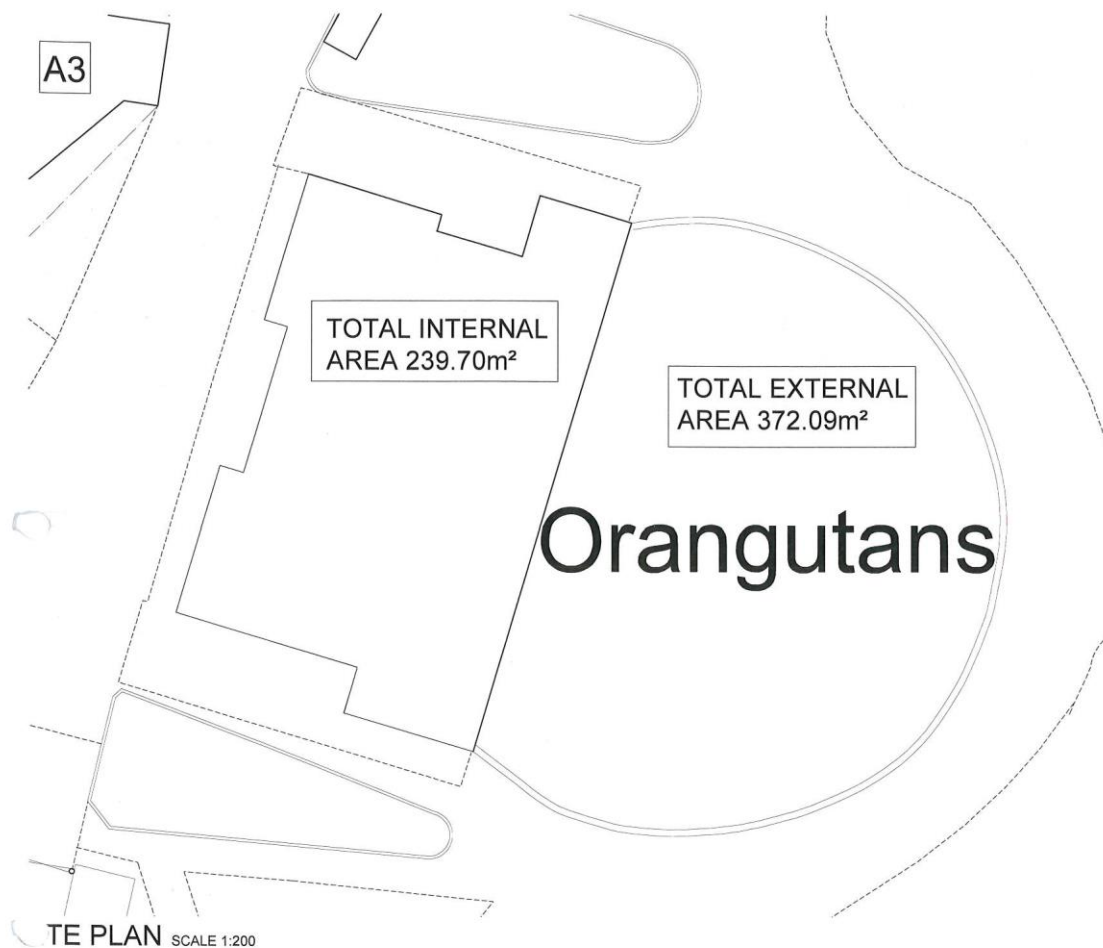 A3
TOTAL INTERNAL
AREA 239.70m²
TOTAL EXTERNAL
AREA 372.09m²
Orangutans
TE PLAN SCALE 1:200